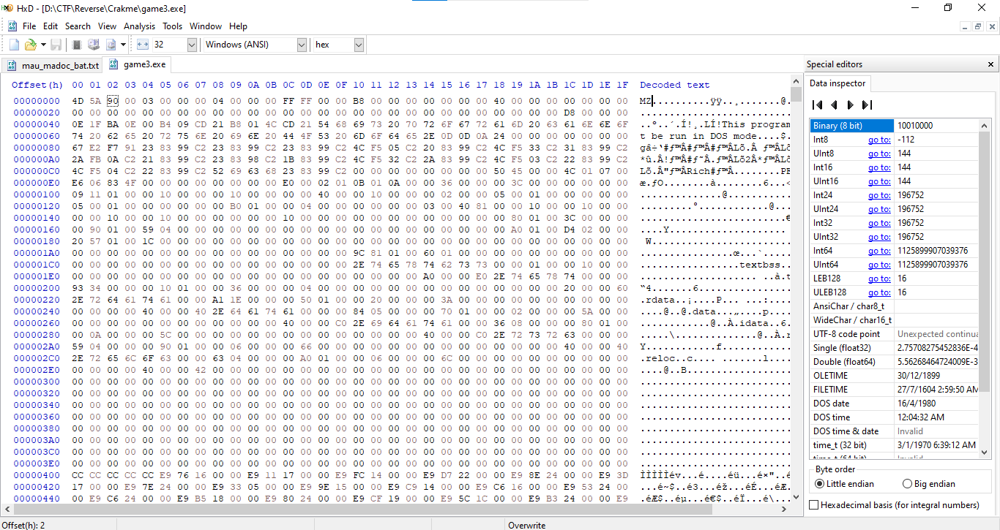 HxD - [D:\CTF\Reverse\Crakme\game3.exe]
File Edit Search View Analysis Tools Window Help
32 Windows (ANSI) hex
mau_madoc_bat.txt game3.exe
Offset(h) 00 01 02 03 04 05 06 07 08 09 0A 0B 0C 0D 0E 0F 10 11 12 13 14 15 16 17 18 19 1A 1B 1C 1D 1E 1F Decoded text
00000000 4D 5A 90 00 03 00 00 00 04 00 00 00 FF FF 00 00 B8 00 00 00 00 00 00 00 40 00 00 00 00 00 00 00 MZ..........ÿÿ..¸.......@.
00000020 00 00 00 00 00 00 00 00 00 00 00 00 00 00 00 00 00 00 00 00 00 00 00 00 00 00 00 00 D8 00 00 00
00000040 0E 1F BA 0E 00 B4 09 CD 21 B8 01 4C CD 21 54 68 69 73 20 70 72 6F 67 72 61 6D 20 63 61 6E 6E 6F ..º..´.Í!¸.LÍ!This program
00000060 74 20 62 65 20 72 75 6E 20 69 6E 20 44 4F 53 20 6D 6F 64 65 2E 0D 0D 0A 24 00 00 00 00 00 00 00 t be run in DOS mode....$.
00000080 67 E2 F7 91 23 83 99 C2 23 83 99 C2 23 83 99 C2 4C F5 05 C2 20 83 99 C2 4C F5 33 C2 31 83 99 C2 gâ÷‘#ƒ™Â#ƒ™Â#ƒ™ÂLõ.Â ƒ™ÂLõ
000000A0 2A FB 0A C2 21 83 99 C2 23 83 98 C2 1B 83 99 C2 4C F5 32 C2 2A 83 99 C2 4C F5 03 C2 22 83 99 C2 *û.Â!ƒ™Â#ƒ˜Â.ƒ™ÂLõ2Â*ƒ™ÂLõ
000000C0 4C F5 04 C2 22 83 99 C2 52 69 63 68 23 83 99 C2 00 00 00 00 00 00 00 00 50 45 00 00 4C 01 07 00 Lõ.Â"ƒ™ÂRich#ƒ™Â........PE
000000E0 E6 06 83 4F 00 00 00 00 00 00 00 00 E0 00 02 01 0B 01 0A 00 00 36 00 00 00 3C 00 00 00 00 00 00 æ.ƒO........à........6...<
00000100 09 11 01 00 00 10 00 00 00 10 00 00 00 00 40 00 00 10 00 00 00 02 00 00 05 00 01 00 00 00 00 00 ..............@...........
00000120 05 00 01 00 00 00 00 00 00 B0 01 00 00 04 00 00 00 00 00 00 03 00 40 81 00 00 10 00 00 10 00 00 .........°............@...
00000140 00 00 10 00 00 10 00 00 00 00 00 00 10 00 00 00 00 00 00 00 00 00 00 00 00 80 01 00 3C 00 00 00 .........................€
00000160 00 90 01 00 59 04 00 00 00 00 00 00 00 00 00 00 00 00 00 00 00 00 00 00 00 A0 01 00 D4 02 00 00 ....Y.....................
00000180 20 57 01 00 1C 00 00 00 00 00 00 00 00 00 00 00 00 00 00 00 00 00 00 00 00 00 00 00 00 00 00 00  W........................
000001A0 00 00 00 00 00 00 00 00 00 00 00 00 00 00 00 00 9C 81 01 00 60 01 00 00 00 00 00 00 00 00 00 00 ................œ...`.....
000001C0 00 00 00 00 00 00 00 00 00 00 00 00 00 00 00 00 2E 74 65 78 74 62 73 73 00 00 01 00 00 10 00 00 .................textbss..
000001E0 00 00 00 00 00 00 00 00 00 00 00 00 00 00 00 00 00 00 00 00 A0 00 00 E0 2E 74 65 78 74 00 00 00 .......................à.t
00000200 93 34 00 00 00 10 01 00 00 36 00 00 00 04 00 00 00 00 00 00 00 00 00 00 00 00 00 00 20 00 00 60 “4.......6................
00000220 2E 72 64 61 74 61 00 00 A1 1E 00 00 00 50 01 00 00 20 00 00 00 3A 00 00 00 00 00 00 00 00 00 00 .rdata..¡....P... ...:....
00000240 00 00 00 00 40 00 00 40 2E 64 61 74 61 00 00 00 84 05 00 00 00 70 01 00 00 02 00 00 00 5A 00 00 ....@..@.data...„....p....
00000260 00 00 00 00 00 00 00 00 00 00 00 00 40 00 00 C0 2E 69 64 61 74 61 00 00 36 08 00 00 00 80 01 00 ............@..À.idata..6.
00000280 00 0A 00 00 00 5C 00 00 00 00 00 00 00 00 00 00 00 00 00 00 40 00 00 C0 2E 72 73 72 63 00 00 00 .....\..............@..À.r
000002A0 59 04 00 00 00 90 01 00 00 06 00 00 00 66 00 00 00 00 00 00 00 00 00 00 00 00 00 00 40 00 00 40 Y............f............
000002C0 2E 72 65 6C 6F 63 00 00 63 04 00 00 00 A0 01 00 00 06 00 00 00 6C 00 00 00 00 00 00 00 00 00 00 .reloc..c.... .......l....
000002E0 00 00 00 00 40 00 00 42 00 00 00 00 00 00 00 00 00 00 00 00 00 00 00 00 00 00 00 00 00 00 00 00 ....@..B..................
00000300 00 00 00 00 00 00 00 00 00 00 00 00 00 00 00 00 00 00 00 00 00 00 00 00 00 00 00 00 00 00 00 00
00000320 00 00 00 00 00 00 00 00 00 00 00 00 00 00 00 00 00 00 00 00 00 00 00 00 00 00 00 00 00 00 00 00
00000340 00 00 00 00 00 00 00 00 00 00 00 00 00 00 00 00 00 00 00 00 00 00 00 00 00 00 00 00 00 00 00 00
00000360 00 00 00 00 00 00 00 00 00 00 00 00 00 00 00 00 00 00 00 00 00 00 00 00 00 00 00 00 00 00 00 00
00000380 00 00 00 00 00 00 00 00 00 00 00 00 00 00 00 00 00 00 00 00 00 00 00 00 00 00 00 00 00 00 00 00
000003A0 00 00 00 00 00 00 00 00 00 00 00 00 00 00 00 00 00 00 00 00 00 00 00 00 00 00 00 00 00 00 00 00
000003C0 00 00 00 00 00 00 00 00 00 00 00 00 00 00 00 00 00 00 00 00 00 00 00 00 00 00 00 00 00 00 00 00
000003E0 00 00 00 00 00 00 00 00 00 00 00 00 00 00 00 00 00 00 00 00 00 00 00 00 00 00 00 00 00 00 00 00
00000400 CC CC CC CC CC E9 76 16 00 00 E9 11 17 00 00 E9 FC 14 00 00 E9 D7 22 00 00 E9 8E 24 00 00 E9 3D ÌÌÌÌÌév...é....éü...é×"..é
00000420 17 00 00 E9 7E 24 00 00 E9 33 05 00 00 E9 9E 15 00 00 E9 C9 14 00 00 E9 C6 16 00 00 E9 53 24 00 ...é~$..é3...éž...éÉ...éÆ.
00000440 00 E9 C6 24 00 00 E9 B5 18 00 00 E9 80 24 00 00 E9 CF 19 00 00 E9 5C 1C 00 00 E9 B3 24 00 00 E9 .éÆ$..éµ...é€$..éÏ...é\...
Special editors
Data inspector
Binary (8 bit) 10010000
Int8 go to: -112
UInt8 go to: 144
Int16 go to: 144
UInt16 go to: 144
Int24 go to: 196752
UInt24 go to: 196752
Int32 go to: 196752
UInt32 go to: 196752
Int64 go to: 1125899907039376
UInt64 go to: 1125899907039376
LEB128 go to: 16
ULEB128 go to: 16
AnsiChar / char8_t
WideChar / char16_t
UTF-8 code point Unexpected continua
Single (float32) 2.75708275452836E-4
Double (float64) 5.56268464724009E-3
OLETIME 30/12/1899
FILETIME 27/7/1604 2:59:50 AM
DOS date 16/4/1980
DOS time 12:04:32 AM
DOS time & date Invalid
time_t (32 bit) 3/1/1970 6:39:12 AM
time_t (64 bit) Invalid
Byte order
Little endian Big endian
Hexadecimal basis (for integral numbers)
Offset(h): 2 Overwrite